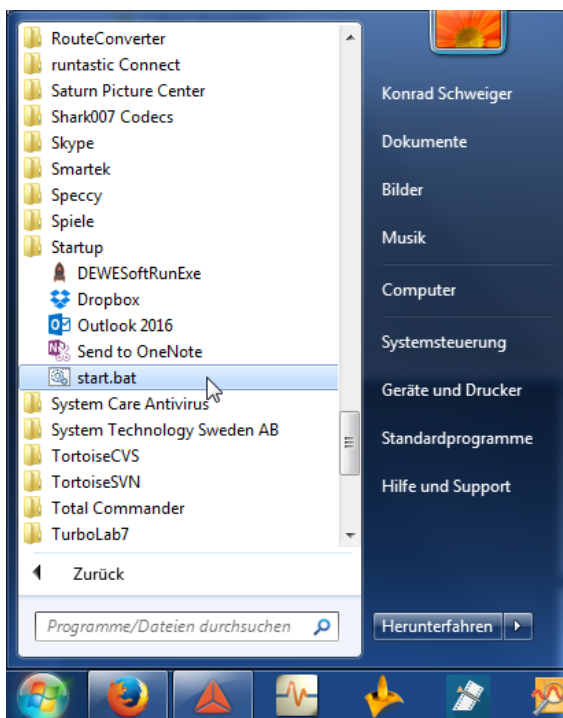 RouteConverter
runtastic Connect
Saturn Picture Center
Shark007 Codecs
Skype
Smartek
Speccy
Spiele
Startup
DEWESoftRunExe
Dropbox
Outlook 2016
Send to OneNote
start.bat
System Care Antivirus
System Technology Sweden AB
TortoiseCVS
TortoiseSVN
Total Commander
TurboLab7
Zurück
Programme/Dateien durchsuchen
Konrad Schweiger
Dokumente
Bilder
Musik
Computer
Systemsteuerung
Geräte und Drucker
Standardprogramme
Hilfe und Support
Herunterfahren